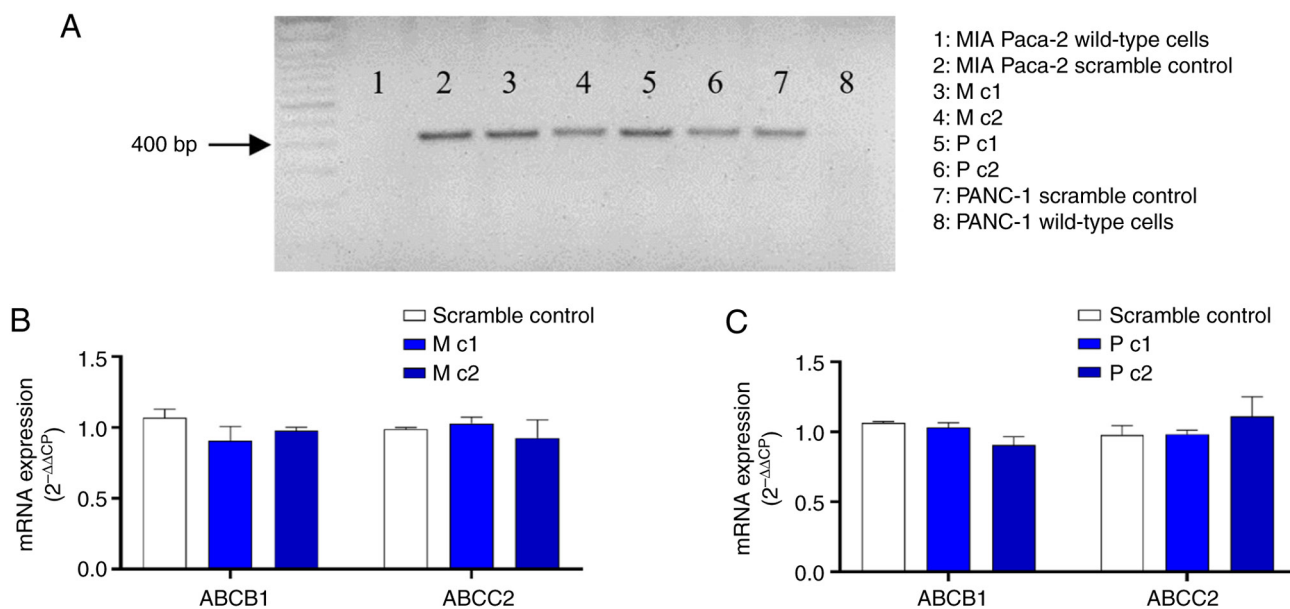 A
1 2 3 4 5 6 7 8
400 bp
1: MIA Paca-2 wild-type cells
2: MIA Paca-2 scramble control
3: M c1
4: M c2
5: P c1
6: P c2
7: PANC-1 scramble control
8: PANC-1 wild-type cells
B
Scramble control
M c1
M c2
mRNA expression
(2−ΔΔCP)
1.5
1.0
0.5
0.0
ABCB1 ABCC2
C
Scramble control
P c1
P c2
mRNA expression
(2−ΔΔCP)
1.5
1.0
0.5
0.0
ABCB1 ABCC2